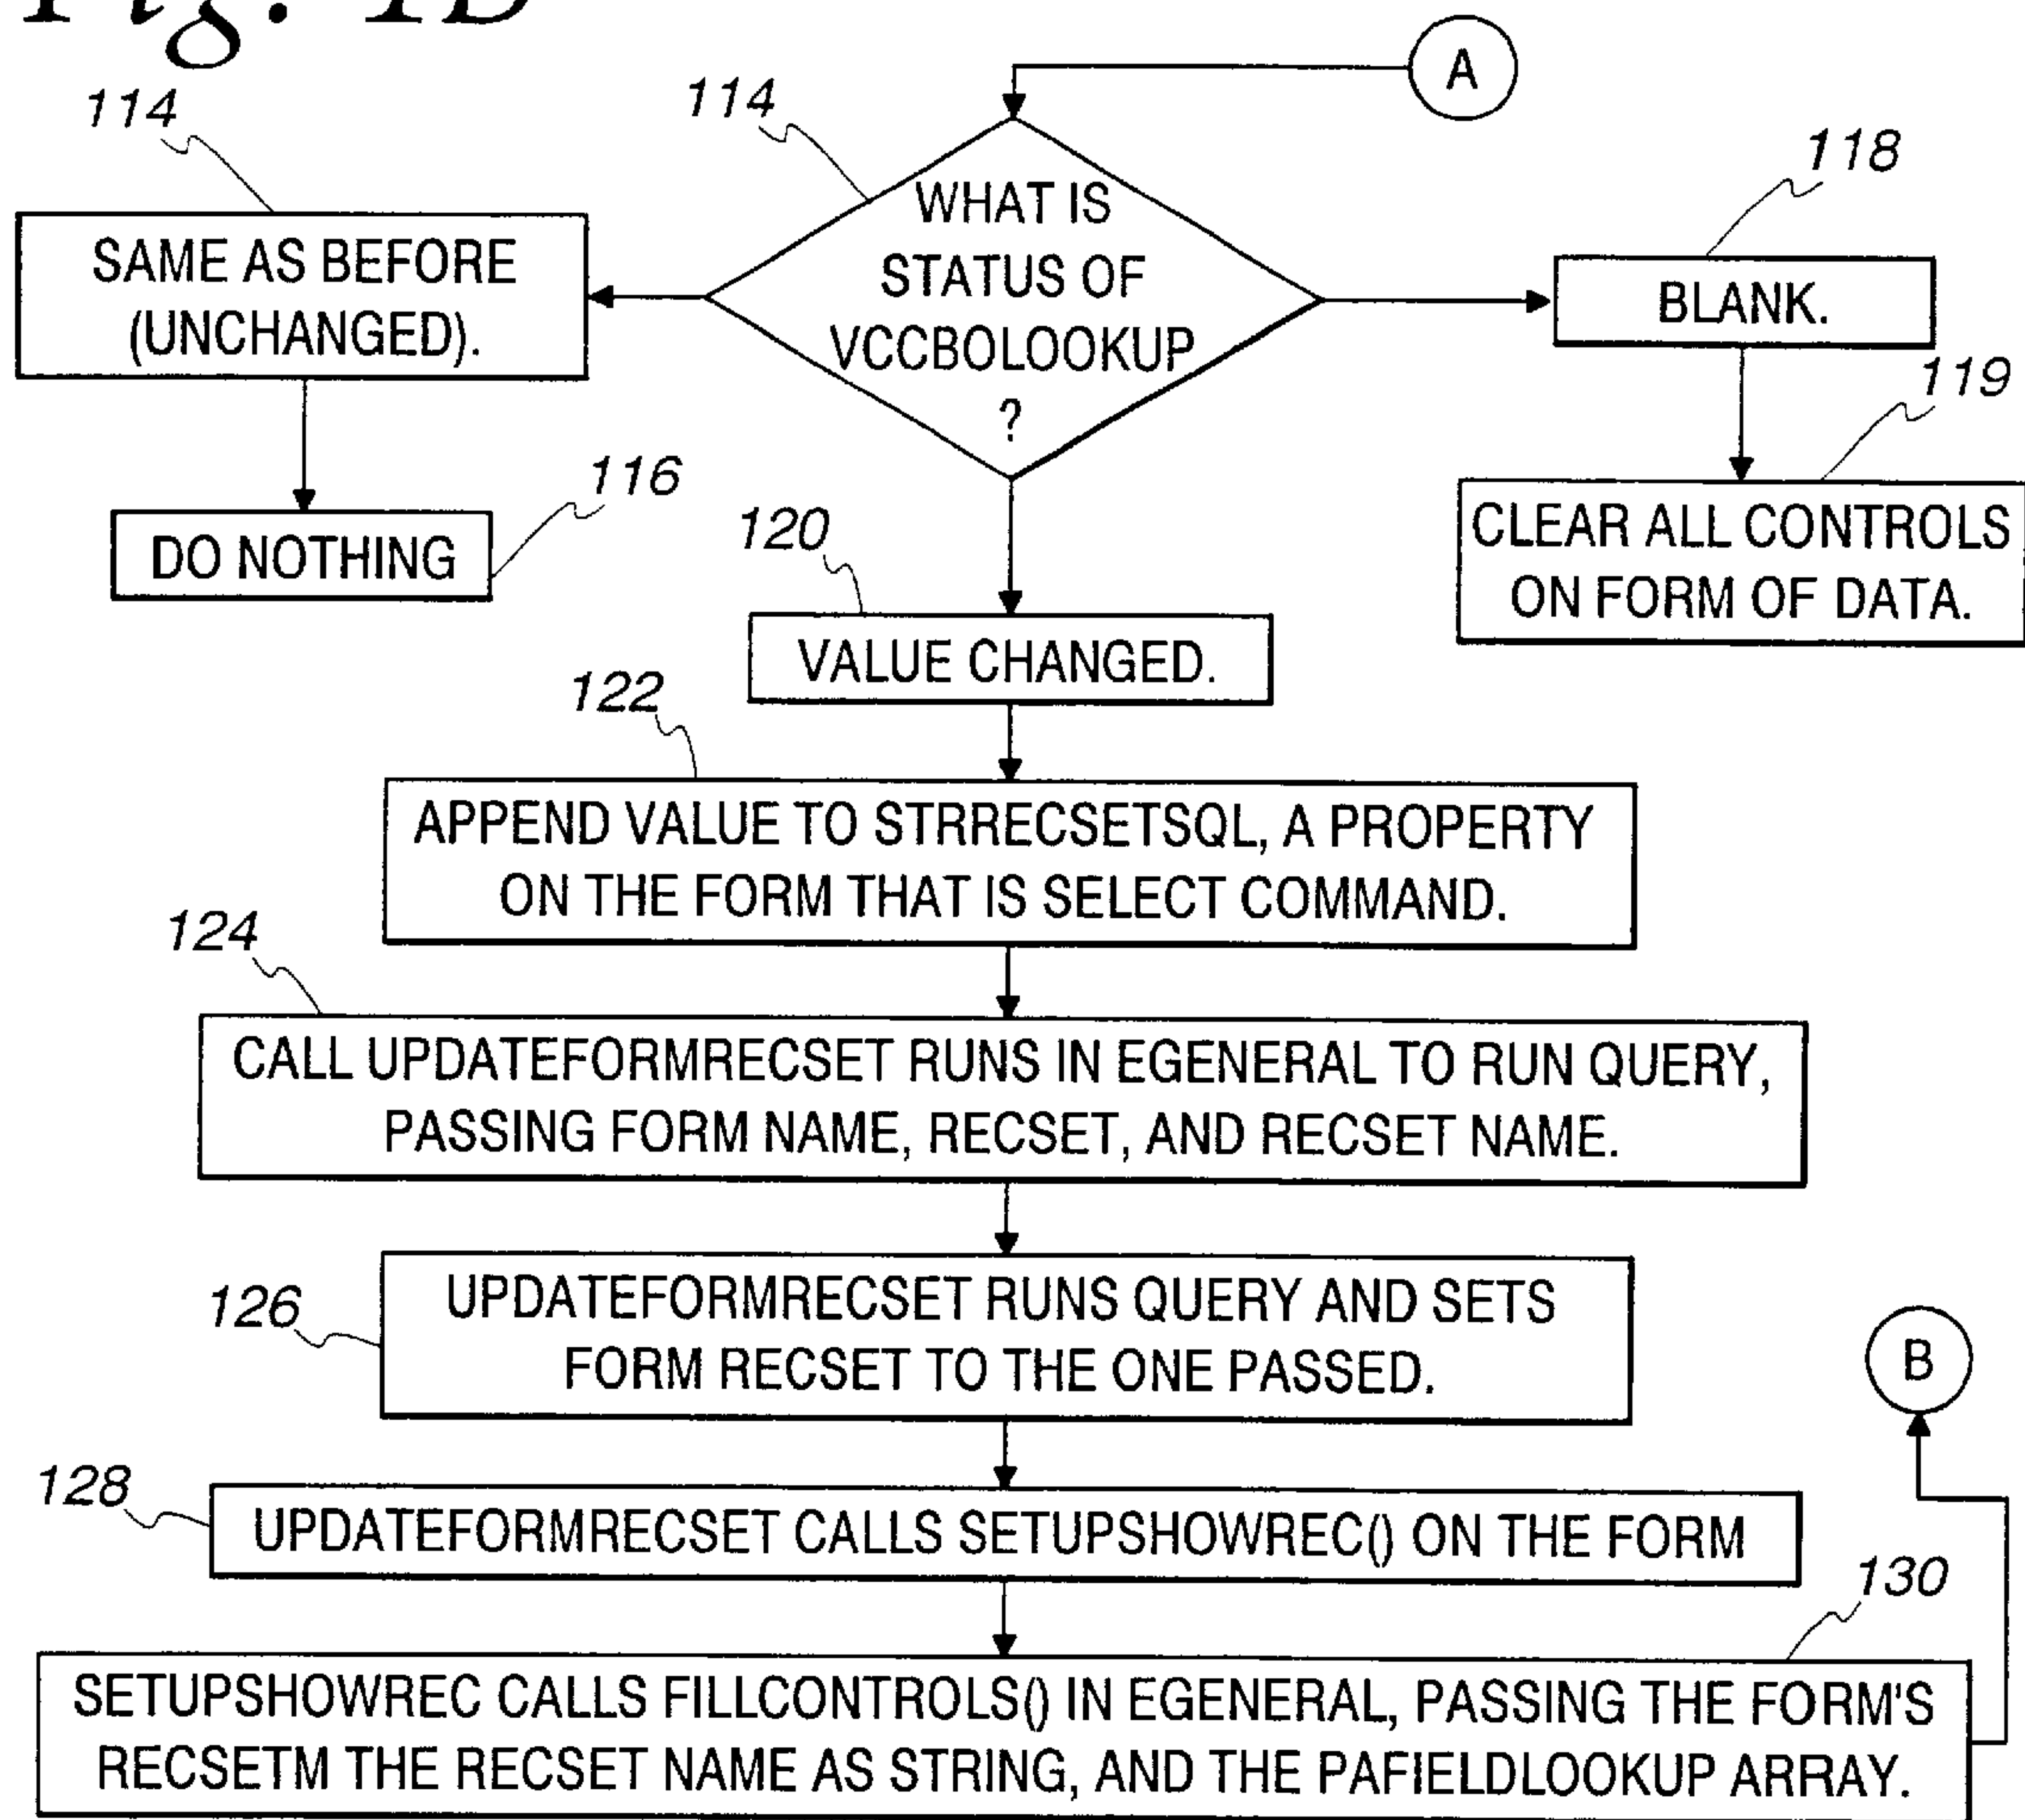 Fig. 1B
A
114
114
118
WHAT IS
STATUS OF
VCCBOLOOKUP
?
SAME AS BEFORE
(UNCHANGED).
BLANK.
119
116
DO NOTHING
CLEAR ALL CONTROLS
ON FORM OF DATA.
120
VALUE CHANGED.
122
APPEND VALUE TO STRRECSETSQL, A PROPERTY
ON THE FORM THAT IS SELECT COMMAND.
124
CALL UPDATEFORMRECSET RUNS IN EGENERAL TO RUN QUERY,
PASSING FORM NAME, RECSET, AND RECSET NAME.
126
UPDATEFORMRECSET RUNS QUERY AND SETS
FORM RECSET TO THE ONE PASSED.
B
128
UPDATEFORMRECSET CALLS SETUPSHOWREC() ON THE FORM
130
SETUPSHOWREC CALLS FILLCONTROLS() IN EGENERAL, PASSING THE FORM'S
RECSETM THE RECSET NAME AS STRING, AND THE PAFIELDLOOKUP ARRAY.